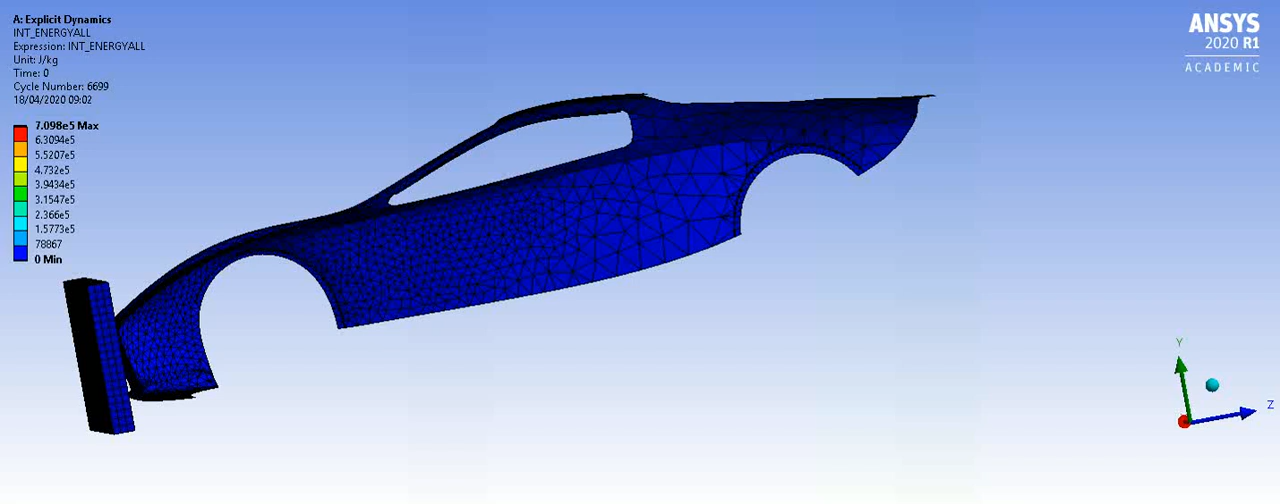 A: Explicit Dynamics
INT_ENERGYALL
Expression: INT_ENERGYALL
Unit: J/kg
Time: 0
Cycle Number: 6699
18/04/2020 09:02
7.098e5 Max
6.3094e5
5.5207e5
4.732e5
3.9434e5
3.1547e5
2.366e5
1.5773e5
78867
0 Min
ANSYS
2020 R1
ACADEMIC
Y
Z